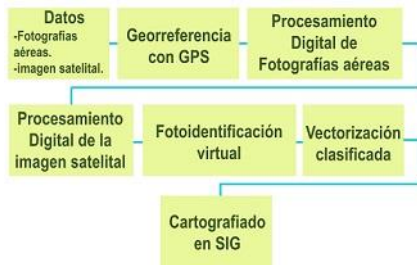 Datos
-Fotografías
aéreas.
-imagen satelital.
Georreferencia
con GPS
Procesamiento
Digital de
Fotografías aéreas
Procesamiento
Digital de la
imagen satelital
Fotoidentificación
virtual
Vectorización
clasificada
Cartografiado
en SIG